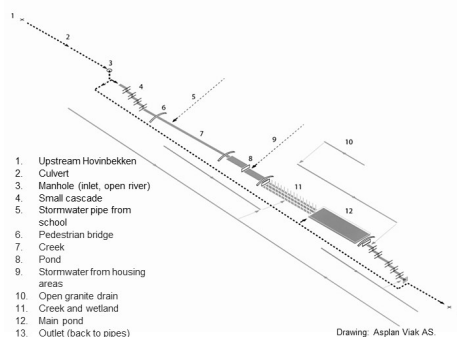 1
2
3
4
5
6
7
8
9
10
11
12
1. Upstream Hovinbekken
2. Culvert
3. Manhole (inlet, open river)
4. Small cascade
5. Stormwater pipe from
school
6. Pedestrian bridge
7. Creek
8. Pond
9. Stormwater from housing
areas
10. Open granite drain
11. Creek and wetland
12. Main pond
13. Outlet (back to pipes)
Drawing: Asplan Viak AS.